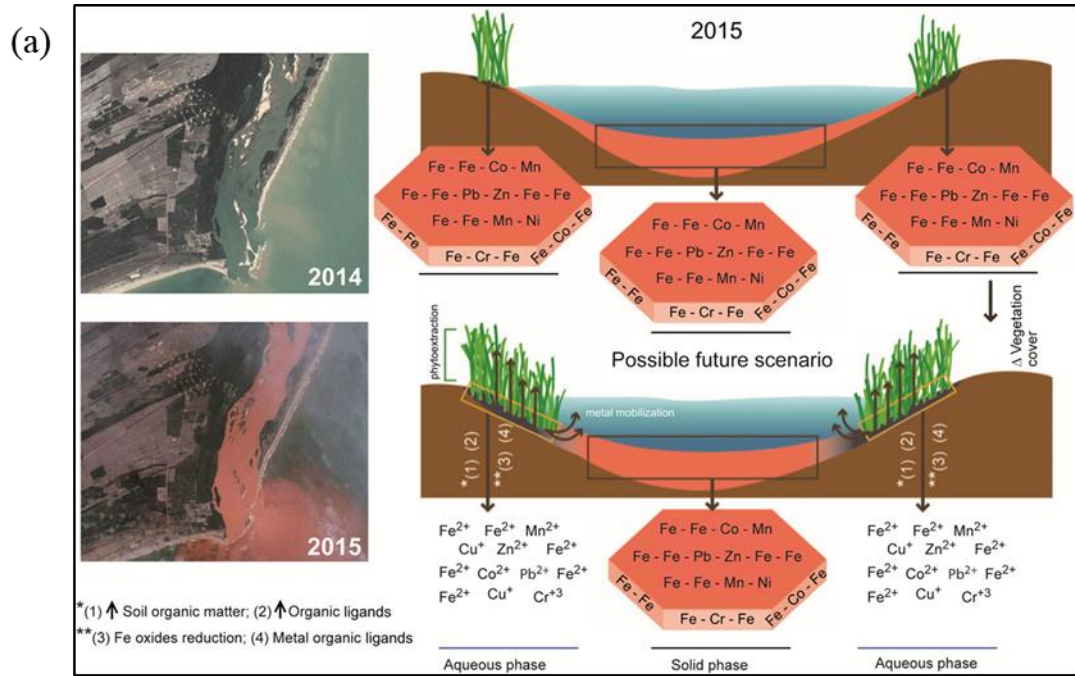 (a)
2014
2015
*(1) ↑ Soil organic matter; (2) ↑ Organic ligands
**(3) Fe oxides reduction; (4) Metal organic ligands
2015
Fe - Fe - Co - Mn
Fe - Fe - Pb - Zn - Fe - Fe
Fe - Fe - Mn - Ni
Fe - Fe
Fe - Cr - Fe
Fe - Co - Fe
Fe - Fe - Co - Mn
Fe - Fe - Pb - Zn - Fe - Fe
Fe - Fe - Mn - Ni
Fe - Fe
Fe - Cr - Fe
Fe - Co - Fe
Fe - Fe - Co - Mn
Fe - Fe - Pb - Zn - Fe - Fe
Fe - Fe - Mn - Ni
Fe - Fe
Fe - Cr - Fe
Fe - Co - Fe
Δ Vegetation
cover
Possible future scenario
phytoextraction
metal mobilization
*(1) (2)
**(3) (4)
*(1) (2)
**(3) (4)
Fe2+ Fe2+ Mn2+
Cu+ Zn2+ Fe2+
Fe2+ Co2+ Pb2+ Fe2+
Fe2+ Cu+ Cr+3
Aqueous phase
Fe - Fe - Co - Mn
Fe - Fe - Pb - Zn - Fe - Fe
Fe - Fe - Mn - Ni
Fe - Fe
Fe - Cr - Fe
Fe - Co - Fe
Solid phase
Fe2+ Fe2+ Mn2+
Cu+ Zn2+ Fe2+
Fe2+ Co2+ Pb2+ Fe2+
Fe2+ Cu+ Cr+3
Aqueous phase